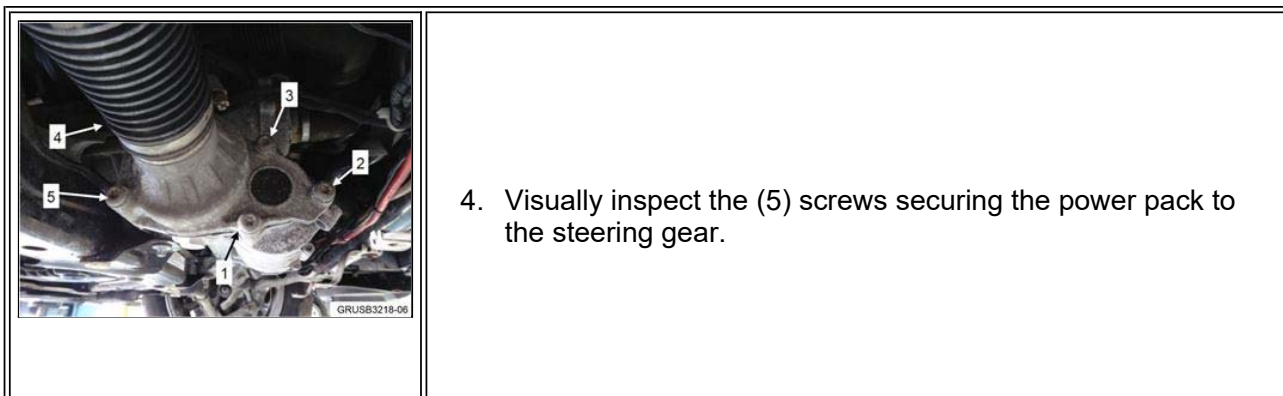 3
4
2
5
1
GRUSB3218-06
4. Visually inspect the (5) screws securing the power pack to
the steering gear.